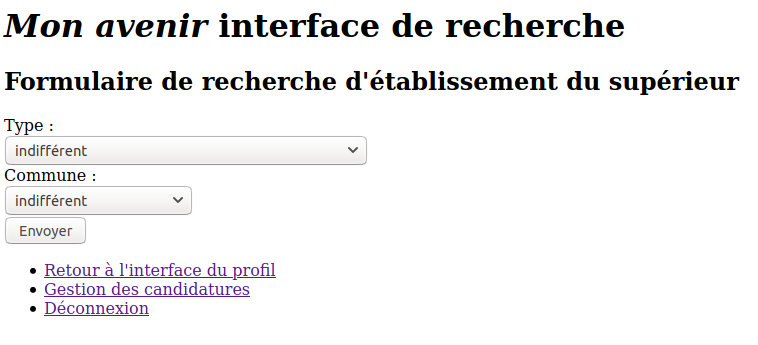 Mon avenir interface de recherche
Formulaire de recherche d'établissement du supérieur
Type :
indifférent
Commune :
indifférent
Envoyer
Retour à l'interface du profil
Gestion des candidatures
Déconnexion